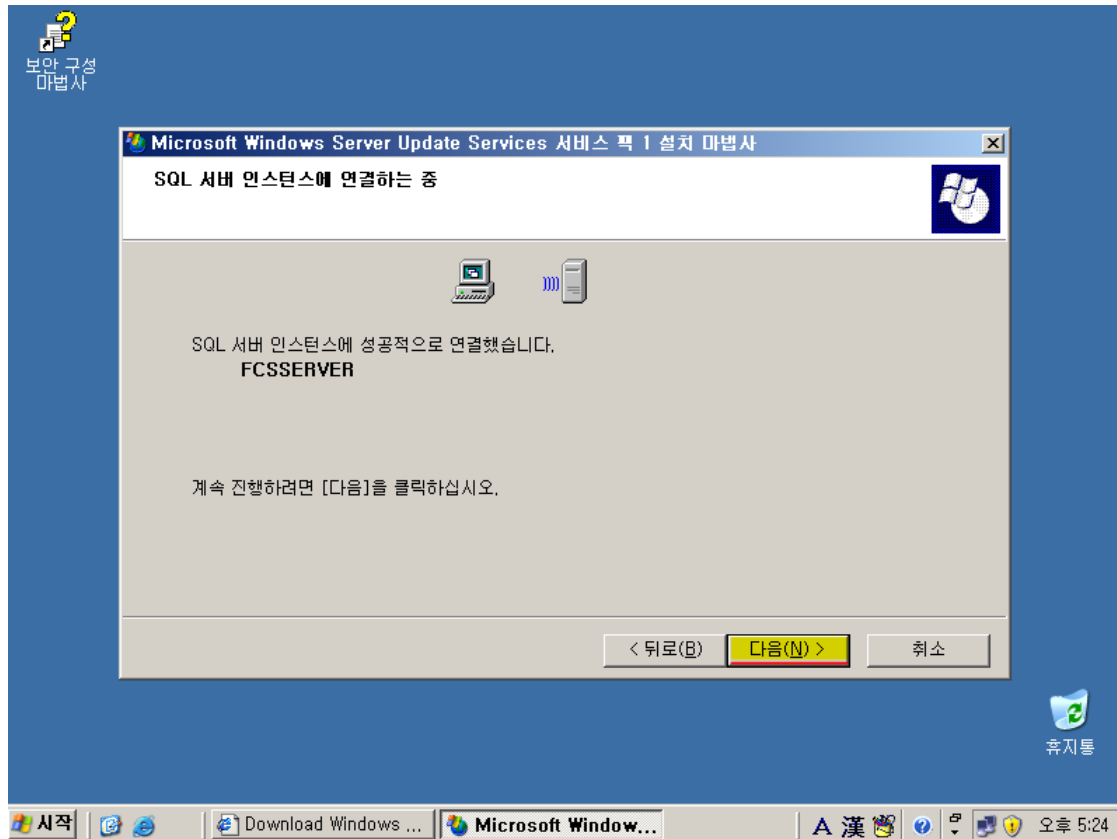 보안 구성
마법사
Microsoft Windows Server Update Services 서비스 팩 1 설치 마법사
SQL 서버 인스턴스에 연결하는 중
SQL 서버 인스턴스에 성공적으로 연결했습니다.
FCSSERVER
계속 진행하려면 [다음]을 클릭하십시오.
< 뒤로(B)
다음(N) >
취소
휴지통
시작
Download Windows ...
Microsoft Window...
A 漢
오후 5:24